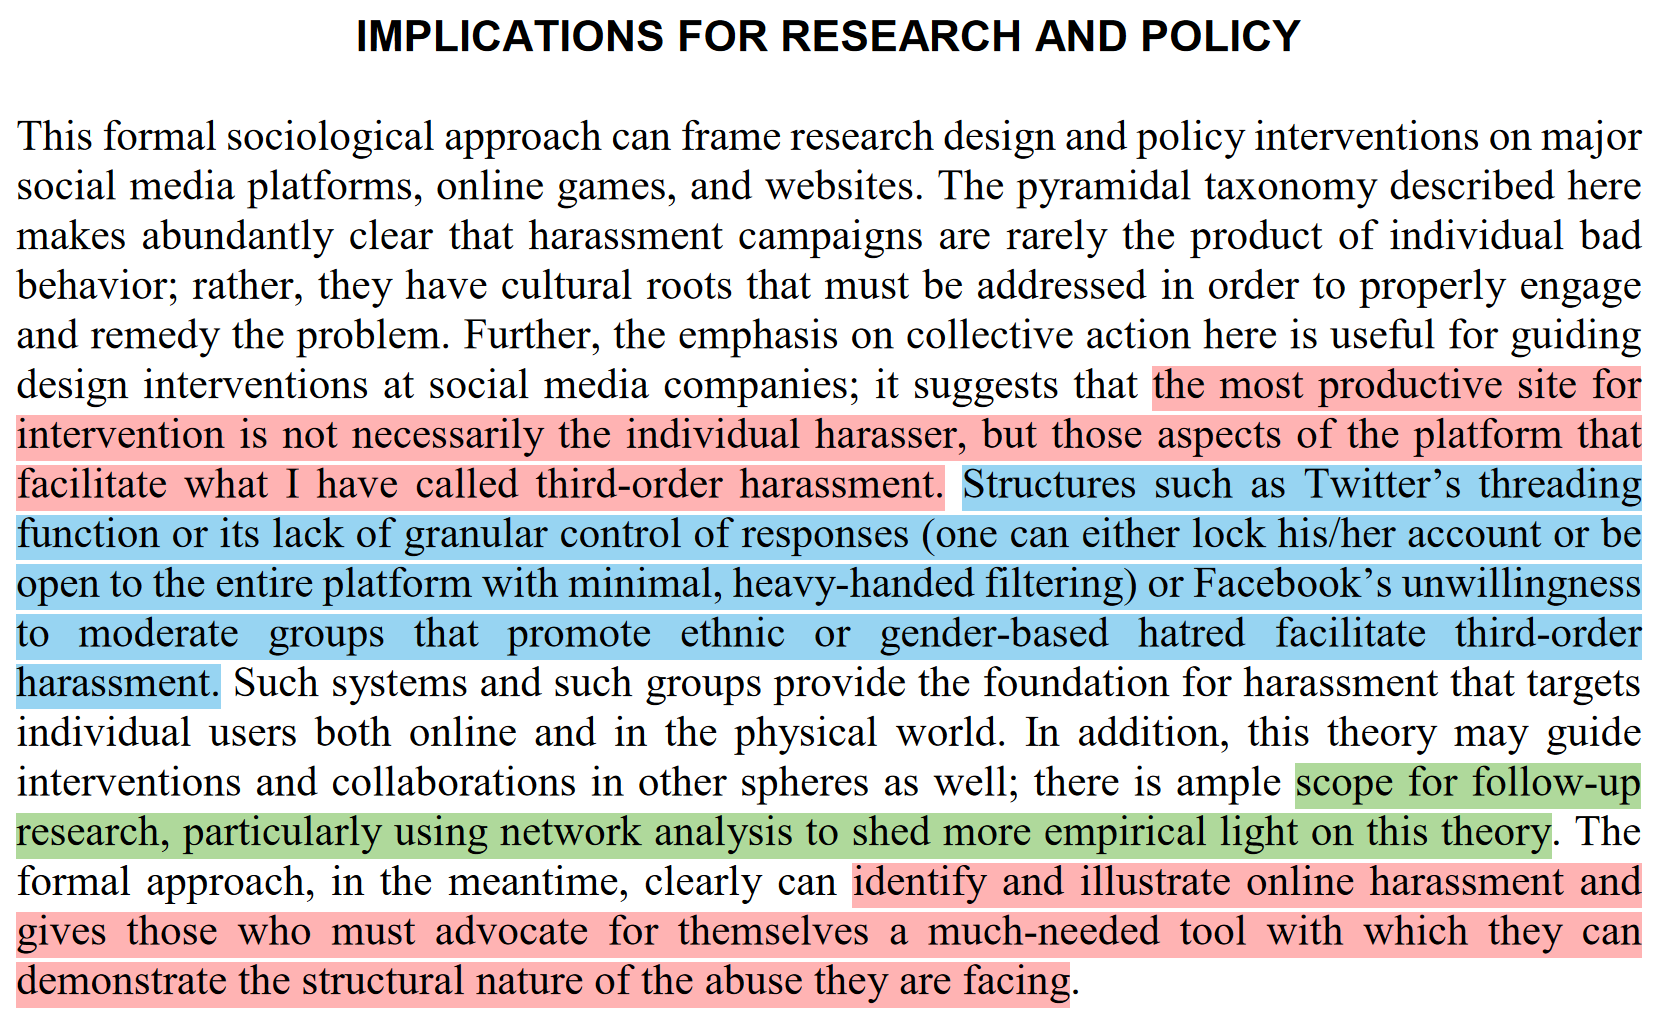 IMPLICATIONS FOR RESEARCH AND POLICY
This formal sociological approach can frame research design and policy interventions on major
social media platforms, online games, and websites. The pyramidal taxonomy described here
makes abundantly clear that harassment campaigns are rarely the product of individual bad
behavior; rather, they have cultural roots that must be addressed in order to properly engage
and remedy the problem. Further, the emphasis on collective action here is useful for guiding
design interventions at social media companies; it suggests that the most productive site for
intervention is not necessarily the individual harasser, but those aspects of the platform that
facilitate what I have called third-order harassment. Structures such as Twitter’s threading
function or its lack of granular control of responses (one can either lock his/her account or be
open to the entire platform with minimal, heavy-handed filtering) or Facebook’s unwillingness
to moderate groups that promote ethnic or gender-based hatred facilitate third-order
harassment. Such systems and such groups provide the foundation for harassment that targets
individual users both online and in the physical world. In addition, this theory may guide
interventions and collaborations in other spheres as well; there is ample scope for follow-up
research, particularly using network analysis to shed more empirical light on this theory. The
formal approach, in the meantime, clearly can identify and illustrate online harassment and
gives those who must advocate for themselves a much-needed tool with which they can
demonstrate the structural nature of the abuse they are facing.